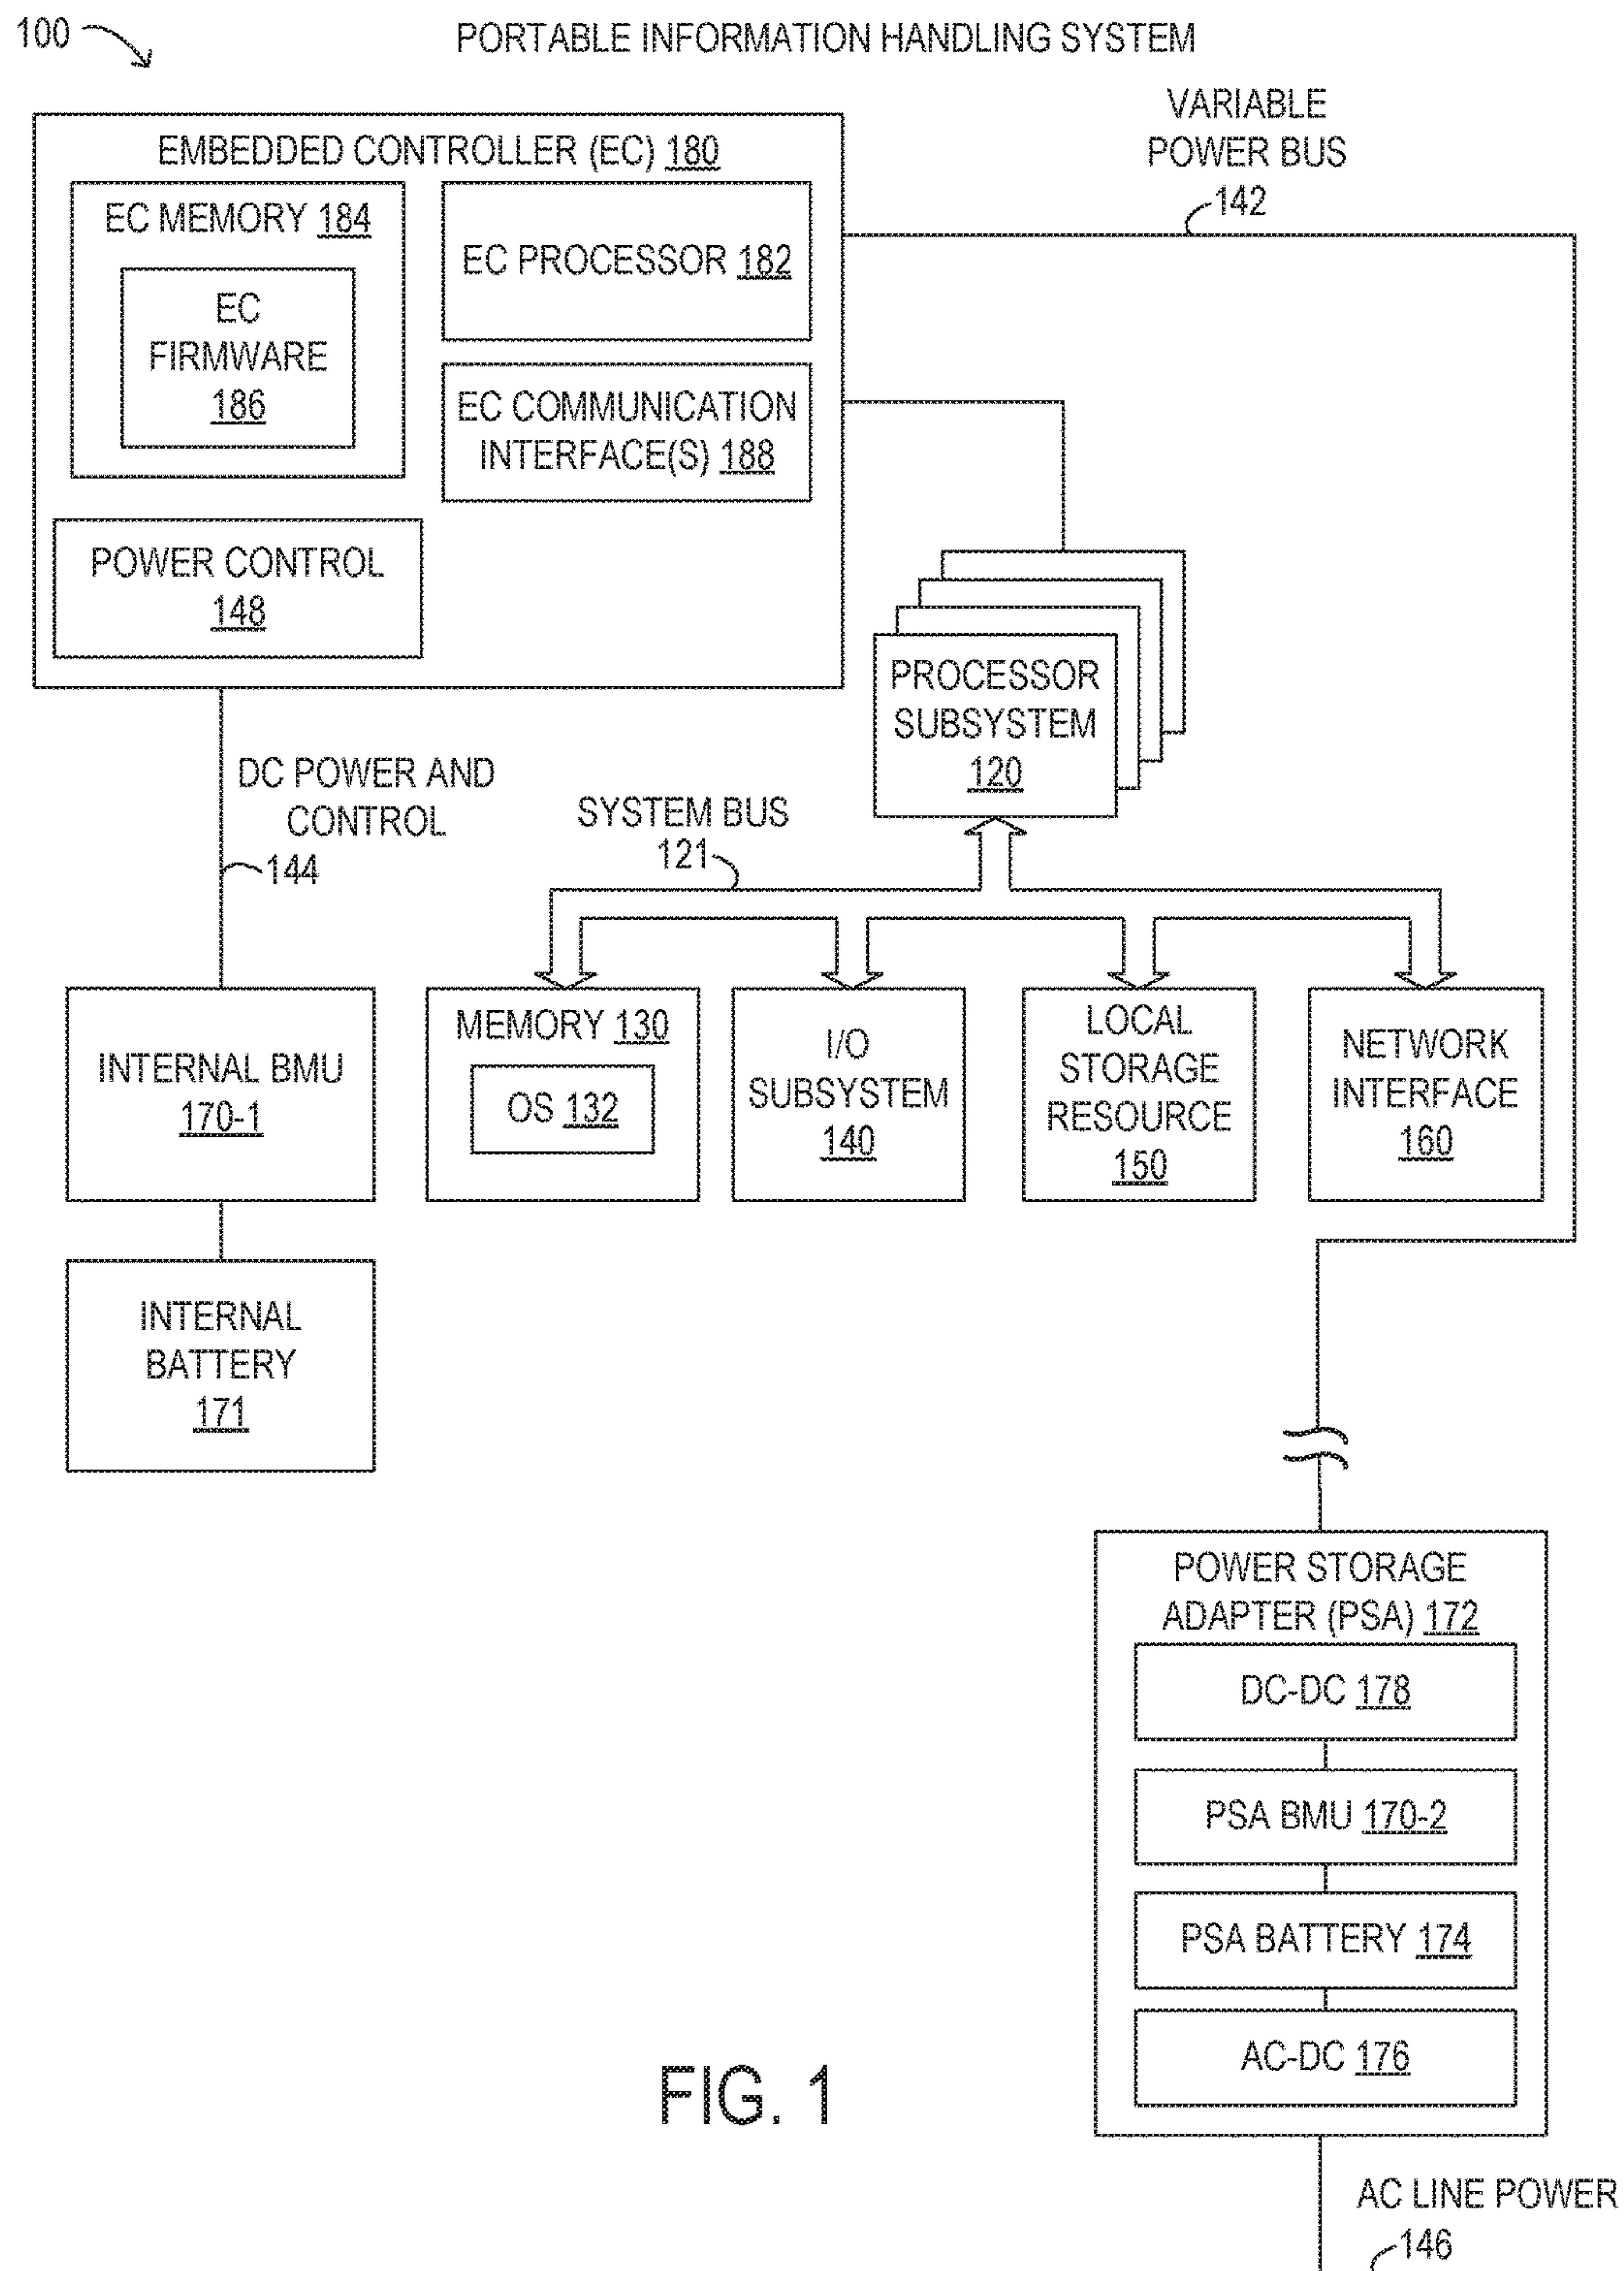 100
PORTABLE INFORMATION HANDLING SYSTEM
VARIABLE
POWER BUS
142
EMBEDDED CONTROLLER (EC) 180
EC MEMORY 184
EC
FIRMWARE
186
EC PROCESSOR 182
EC COMMUNICATION
INTERFACE(S) 188
POWER CONTROL
148
PROCESSOR
SUBSYSTEM
120
DC POWER AND
CONTROL
144
SYSTEM BUS
121
INTERNAL BMU
170-1
MEMORY 130
OS 132
I/O
SUBSYSTEM
140
LOCAL
STORAGE
RESOURCE
150
NETWORK
INTERFACE
160
INTERNAL
BATTERY
171
POWER STORAGE
ADAPTER (PSA) 172
DC-DC 178
PSA BMU 170-2
PSA BATTERY 174
AC-DC 176
FIG. 1
AC LINE POWER
146